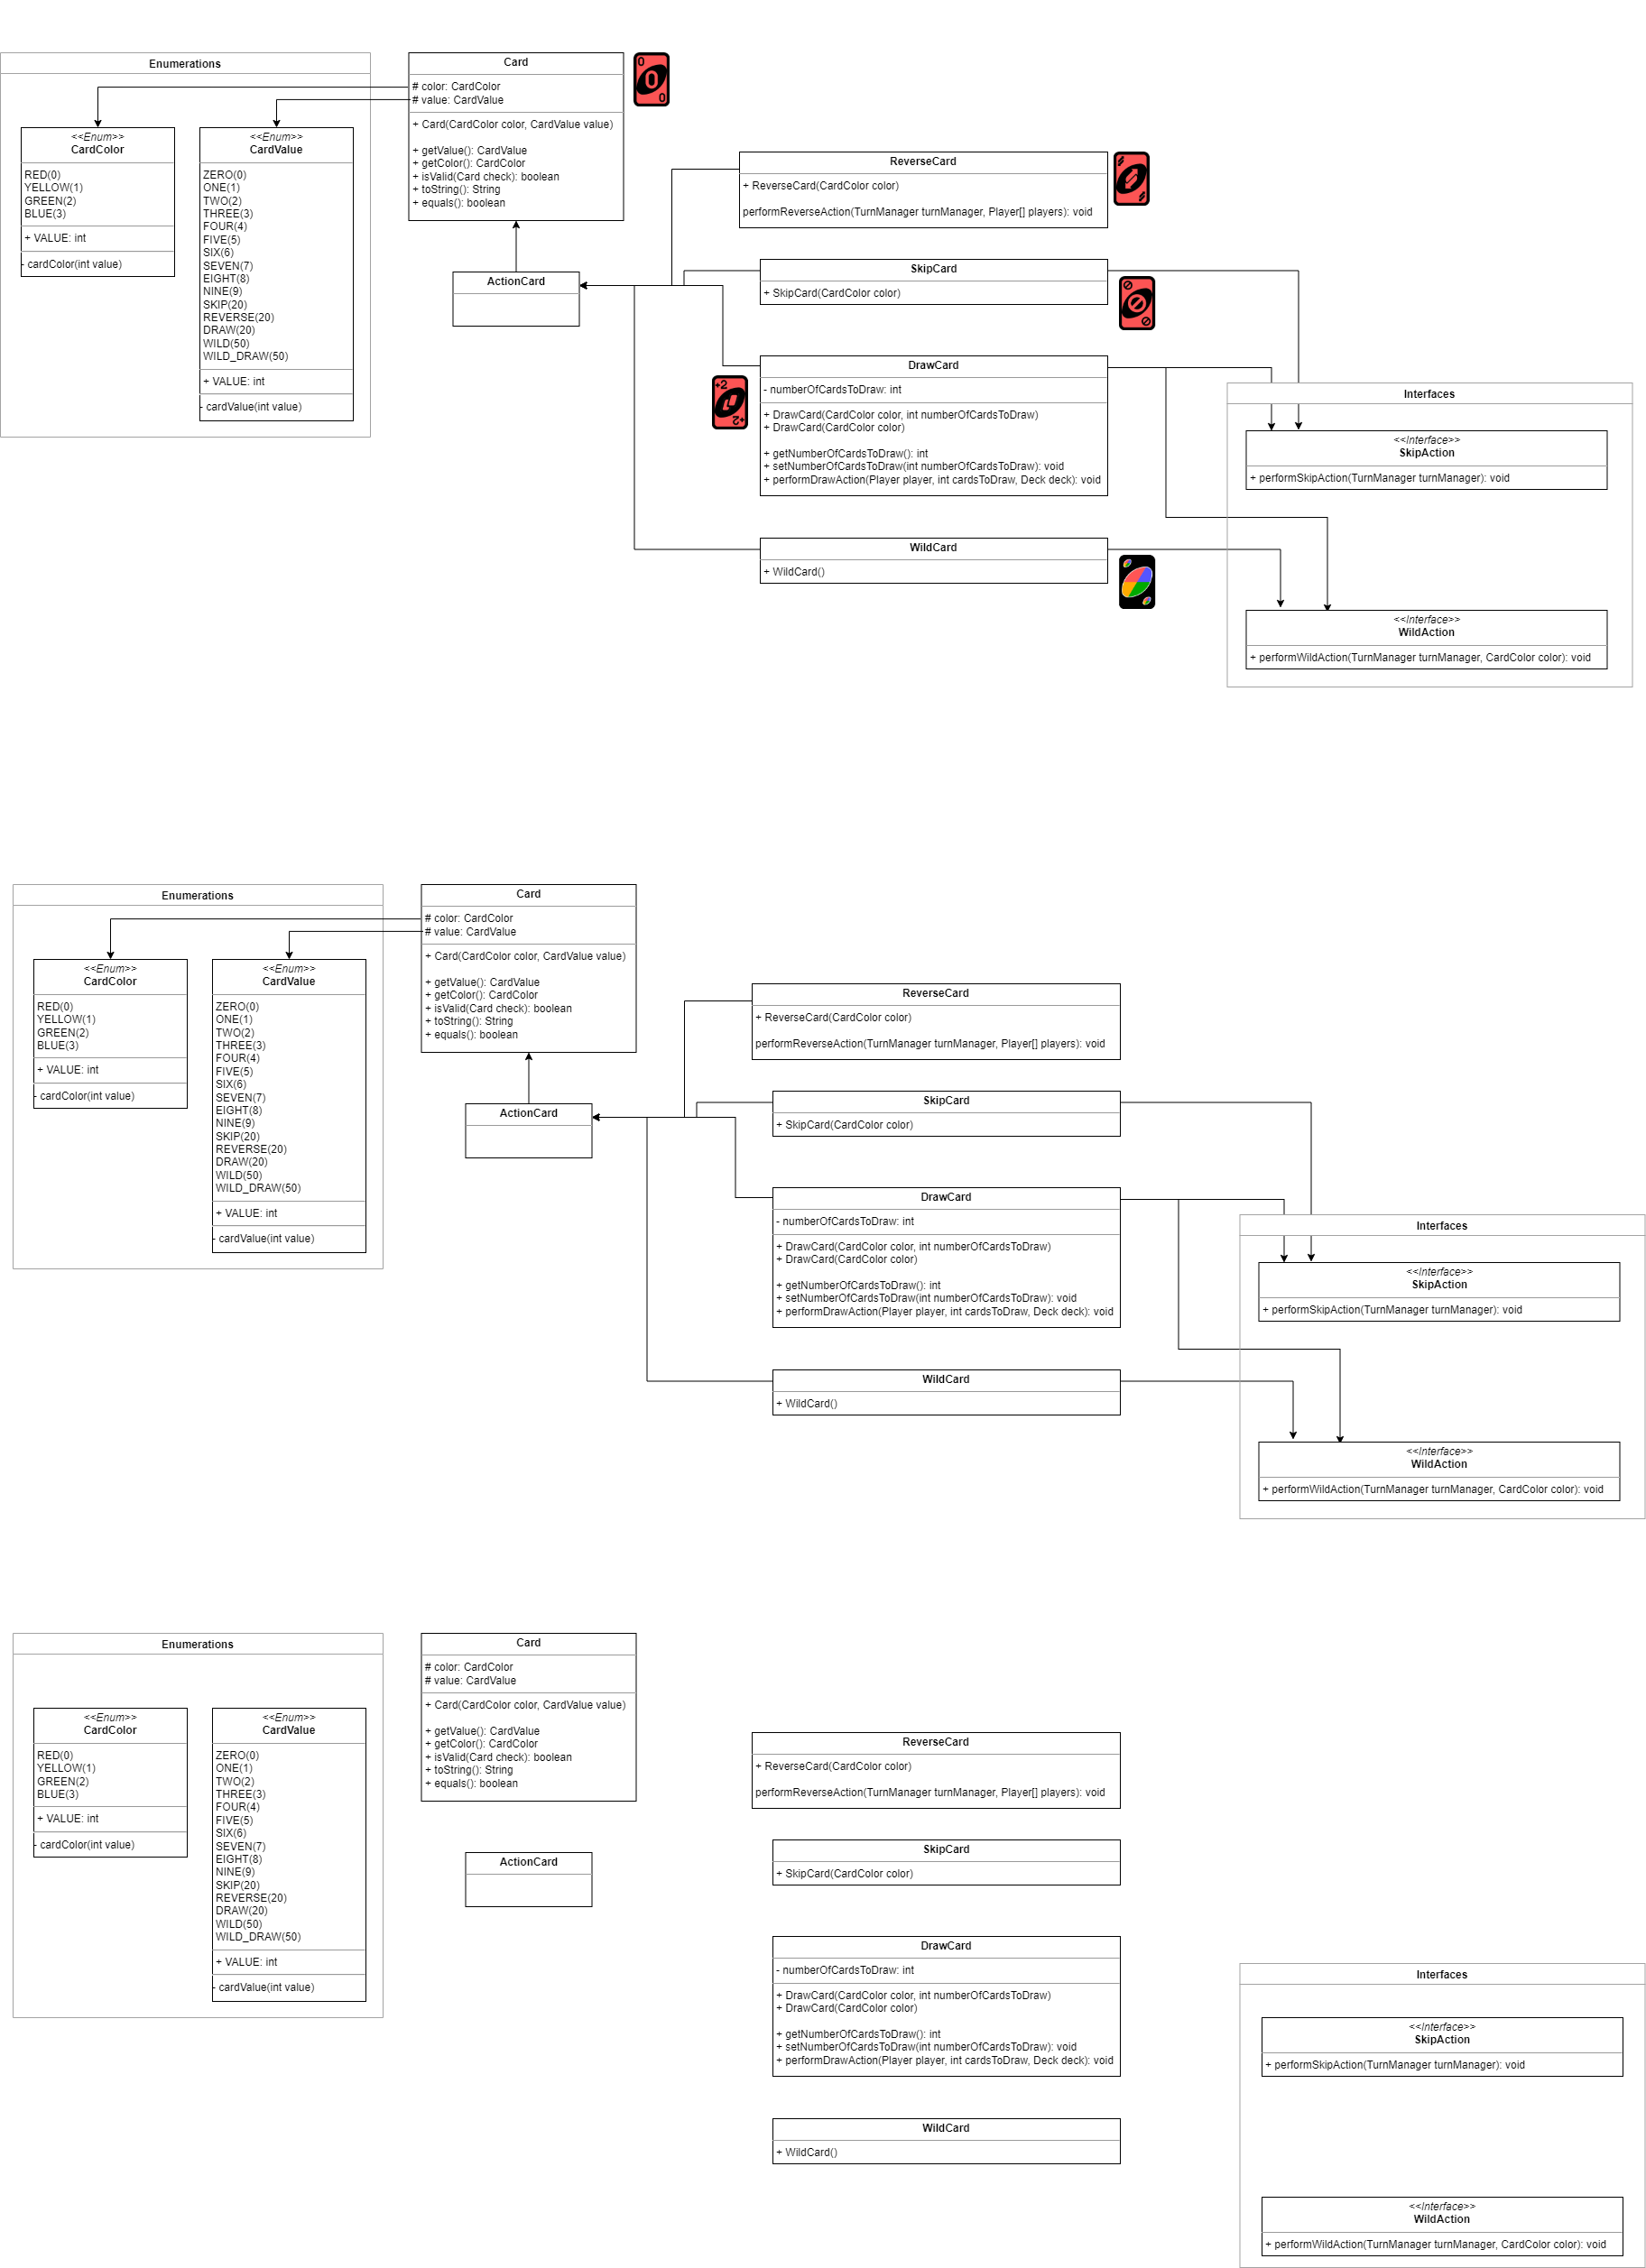 Enumerations
<<Enum>>
CardColor
RED(0)
YELLOW(1)
GREEN(2)
BLUE(3)
+ VALUE: int
- cardColor(int value)
<<Enum>>
CardValue
ZERO(0)
ONE(1)
TWO(2)
THREE(3)
FOUR(4)
FIVE(5)
SIX(6)
SEVEN(7)
EIGHT(8)
NINE(9)
SKIP(20)
REVERSE(20)
DRAW(20)
WILD(50)
WILD_DRAW(50)
+ VALUE: int
- cardValue(int value)
Card
# color: CardColor
# value: CardValue
+ Card(CardColor color, CardValue value)
+ getValue(): CardValue
+ getColor(): CardColor
+ isValid(Card check): boolean
+ toString(): String
+ equals(): boolean
0
0
0
ActionCard
ReverseCard
+ ReverseCard(CardColor color)
performReverseAction(TurnManager turnManager, Player[] players): void
SkipCard
+ SkipCard(CardColor color)
DrawCard
- numberOfCardsToDraw: int
+ DrawCard(CardColor color, int numberOfCardsToDraw)
+ DrawCard(CardColor color)
+ getNumberOfCardsToDraw(): int
+ setNumberOfCardsToDraw(int numberOfCardsToDraw): void
+ performDrawAction(Player player, int cardsToDraw, Deck deck): void
+2
+2
WildCard
+ WildCard()
Interfaces
<<Interface>>
SkipAction
+ performSkipAction(TurnManager turnManager): void
<<Interface>>
WildAction
+ performWildAction(TurnManager turnManager, CardColor color): void
Enumerations
<<Enum>>
CardColor
RED(0)
YELLOW(1)
GREEN(2)
BLUE(3)
+ VALUE: int
- cardColor(int value)
<<Enum>>
CardValue
ZERO(0)
ONE(1)
TWO(2)
THREE(3)
FOUR(4)
FIVE(5)
SIX(6)
SEVEN(7)
EIGHT(8)
NINE(9)
SKIP(20)
REVERSE(20)
DRAW(20)
WILD(50)
WILD_DRAW(50)
+ VALUE: int
- cardValue(int value)
Card
# color: CardColor
# value: CardValue
+ Card(CardColor color, CardValue value)
+ getValue(): CardValue
+ getColor(): CardColor
+ isValid(Card check): boolean
+ toString(): String
+ equals(): boolean
ActionCard
ReverseCard
+ ReverseCard(CardColor color)
performReverseAction(TurnManager turnManager, Player[] players): void
SkipCard
+ SkipCard(CardColor color)
DrawCard
- numberOfCardsToDraw: int
+ DrawCard(CardColor color, int numberOfCardsToDraw)
+ DrawCard(CardColor color)
+ getNumberOfCardsToDraw(): int
+ setNumberOfCardsToDraw(int numberOfCardsToDraw): void
+ performDrawAction(Player player, int cardsToDraw, Deck deck): void
WildCard
+ WildCard()
Interfaces
<<Interface>>
SkipAction
+ performSkipAction(TurnManager turnManager): void
<<Interface>>
WildAction
+ performWildAction(TurnManager turnManager, CardColor color): void
Enumerations
<<Enum>>
CardColor
RED(0)
YELLOW(1)
GREEN(2)
BLUE(3)
+ VALUE: int
- cardColor(int value)
<<Enum>>
CardValue
ZERO(0)
ONE(1)
TWO(2)
THREE(3)
FOUR(4)
FIVE(5)
SIX(6)
SEVEN(7)
EIGHT(8)
NINE(9)
SKIP(20)
REVERSE(20)
DRAW(20)
WILD(50)
WILD_DRAW(50)
+ VALUE: int
- cardValue(int value)
Card
# color: CardColor
# value: CardValue
+ Card(CardColor color, CardValue value)
+ getValue(): CardValue
+ getColor(): CardColor
+ isValid(Card check): boolean
+ toString(): String
+ equals(): boolean
ActionCard
ReverseCard
+ ReverseCard(CardColor color)
performReverseAction(TurnManager turnManager, Player[] players): void
SkipCard
+ SkipCard(CardColor color)
DrawCard
- numberOfCardsToDraw: int
+ DrawCard(CardColor color, int numberOfCardsToDraw)
+ DrawCard(CardColor color)
+ getNumberOfCardsToDraw(): int
+ setNumberOfCardsToDraw(int numberOfCardsToDraw): void
+ performDrawAction(Player player, int cardsToDraw, Deck deck): void
WildCard
+ WildCard()
Interfaces
<<Interface>>
SkipAction
+ performSkipAction(TurnManager turnManager): void
<<Interface>>
WildAction
+ performWildAction(TurnManager turnManager, CardColor color): void